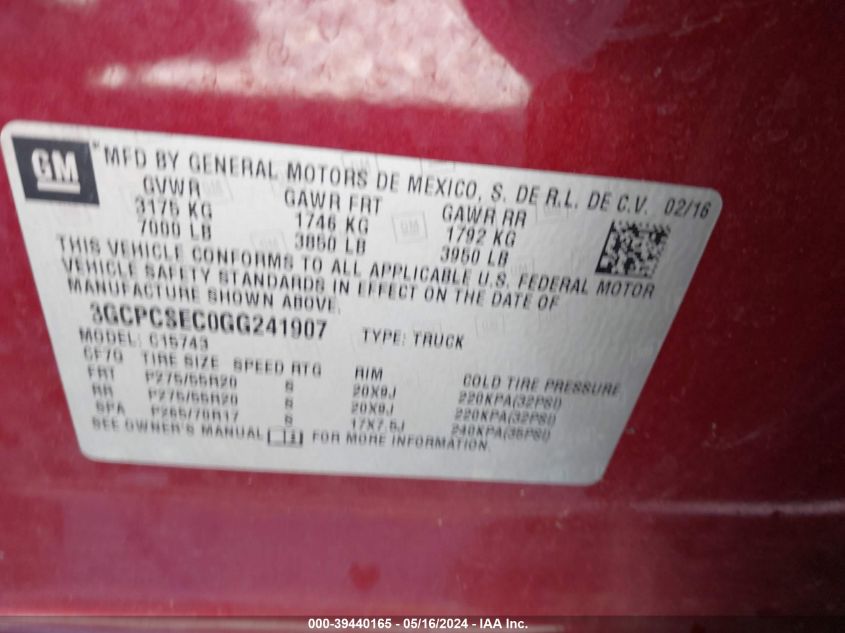 GM
*MFD BY GENERAL MOTORS DE MEXICO, S. DE R.L. DE C.V. 02/16
GVWR GAWR FRT GAWR RR
3175 KG 1746 KG 1792 KG
7000 LB 3850 LB 3950 LB
THIS VEHICLE CONFORMS TO ALL APPLICABLE U.S. FEDERAL MOTOR
VEHICLE SAFETY STANDARDS IN EFFECT ON THE DATE OF
MANUFACTURE SHOWN ABOVE.
3GCPCSEC0GG241907 TYPE: TRUCK
MODEL: C15743
CF7G TIRE SIZE SPEED RTG RIM COLD TIRE PRESSURE
FRT P275/55R20 S 20X9J 220KPA(32PSI)
RR P275/55R20 S 20X9J 220KPA(32PSI)
SPA P265/70R17 S 17X7.5J 240KPA(35PSI)
SEE OWNER'S MANUAL FOR MORE INFORMATION.
000-39440165 - 05/16/2024 - IAA Inc.